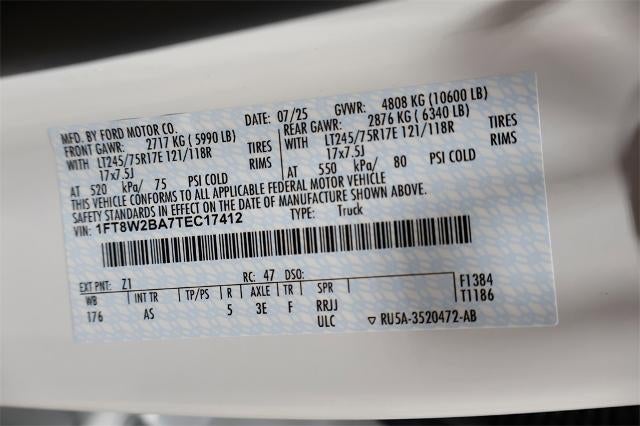 MFD. BY FORD MOTOR CO. DATE: 07/25 GVWR: 4808 KG (10600 LB)
FRONT GAWR: 2717 KG (5990 LB) REAR GAWR: 2876 KG (6340 LB)
WITH LT245/75R17E 121/118R TIRES WITH LT245/75R17E 121/118R TIRES
17x7.5J RIMS 17x7.5J RIMS
AT 520 kPa/ 75 PSI COLD AT 550 kPa/ 80 PSI COLD
THIS VEHICLE CONFORMS TO ALL APPLICABLE FEDERAL MOTOR VEHICLE
SAFETY STANDARDS IN EFFECT ON THE DATE OF MANUFACTURE SHOWN ABOVE.
VIN: 1FT8W2BA7TEC17412 TYPE: Truck
EXT PNT: Z1 RC: 47 DSO: F1384
WB INT TR TP/PS R AXLE TR SPR T1186
176 AS 5 3E F RRJJ
ULC ▽ RU5A-3520472-AB